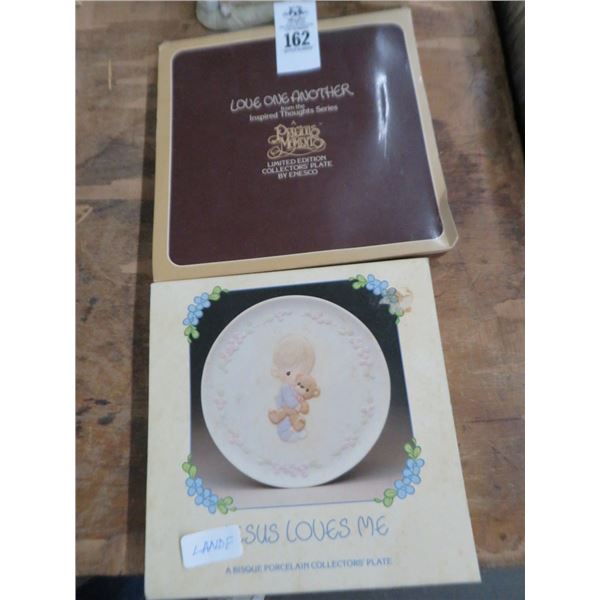 162
LOVE ONE ANOTHER
from the
Inspired Thoughts Series
A
PRECIOUS
MOMENTS
LIMITED EDITION
COLLECTORS' PLATE
BY ENESCO
ESUS LOVES ME
LANDE
A BISQUE PORCELAIN COLLECTORS' PLATE